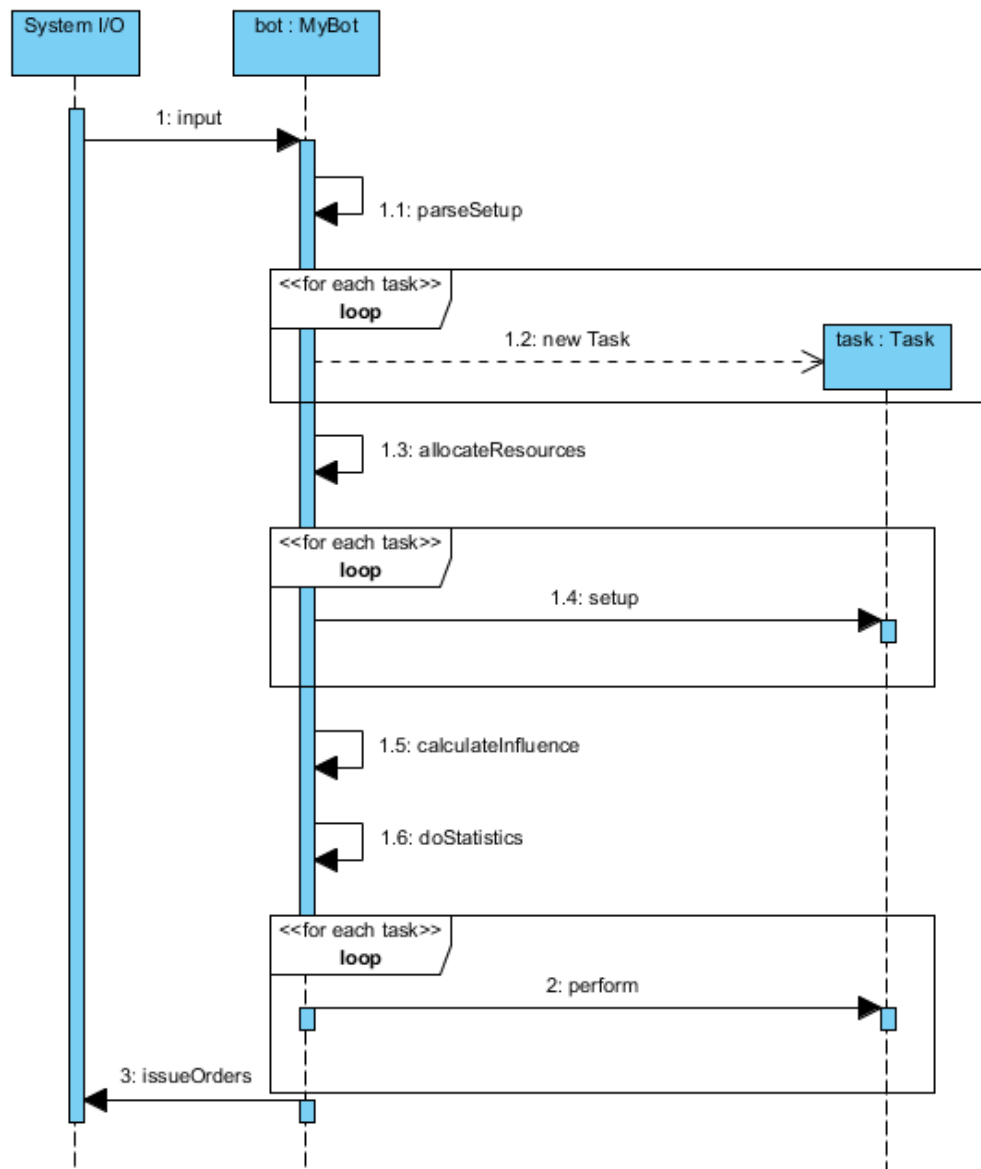 System I/O
bot : MyBot
1: input
1.1: parseSetup
<<for each task>>
loop
1.2: new Task
task : Task
1.3: allocateResources
<<for each task>>
loop
1.4: setup
1.5: calculateInfluence
1.6: doStatistics
<<for each task>>
loop
2: perform
3: issueOrders